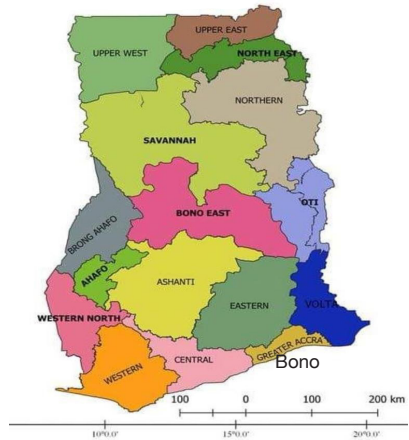 UPPER EAST
UPPER WEST
NORTH EAST
NORTHERN
SAVANNAH
OTI
BONO EAST
BRONG AHAFO
AHAFO
ASHANTI
EASTERN
VOLTA
WESTERN NORTH
GREATER ACCRA
CENTRAL
Bono
WESTERN
100 0 100 200 km
10°0.0' 15°0.0' 20°0.0'